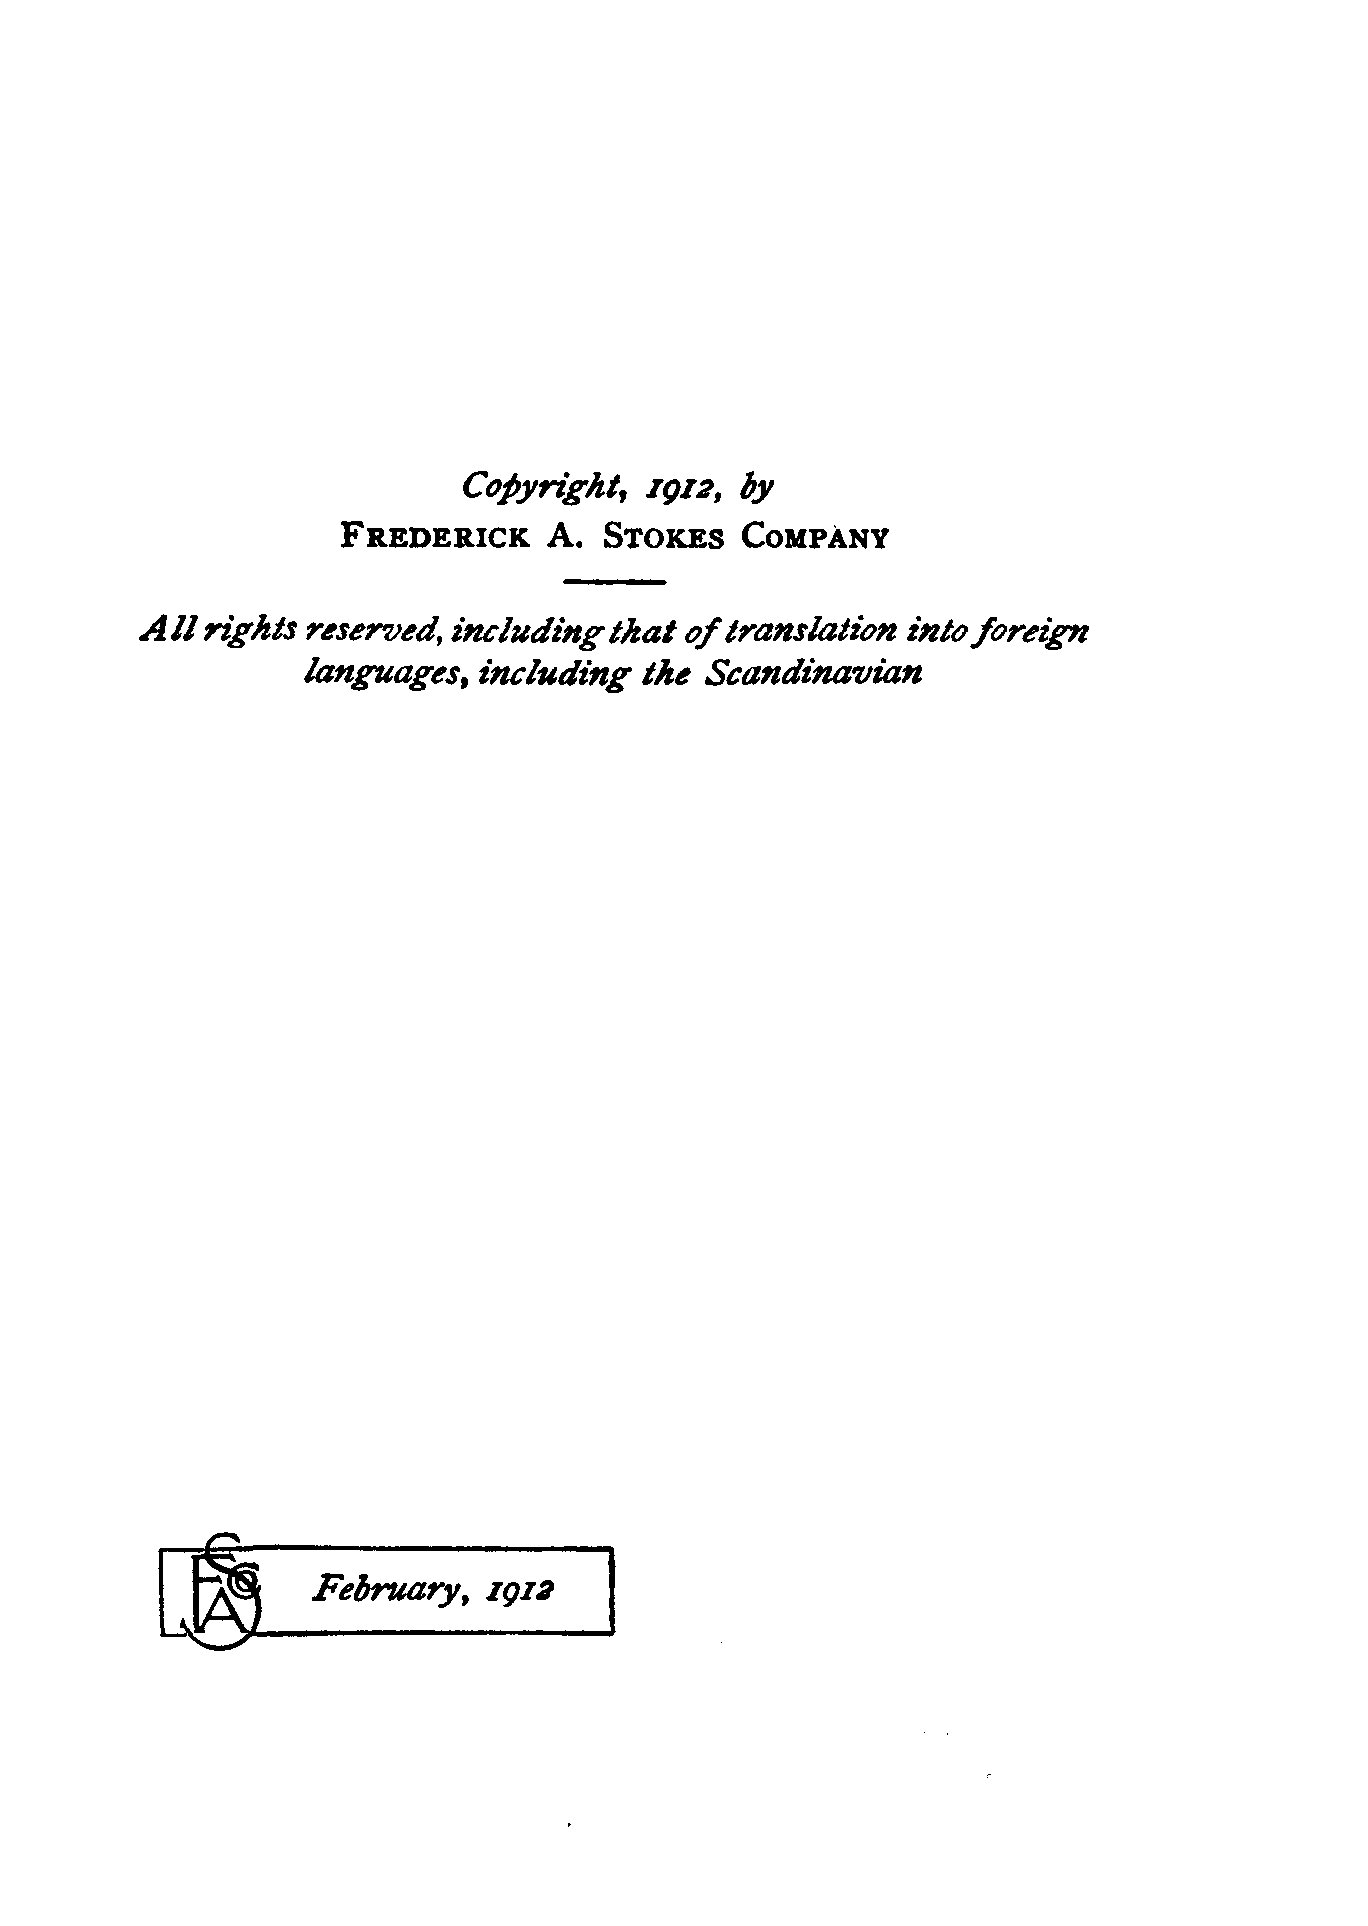 Copyright, 1912, by
FREDERICK A. STOKES COMPANY
All rights reserved, including that of translation into foreign
languages, including the Scandinavian
February, 1912